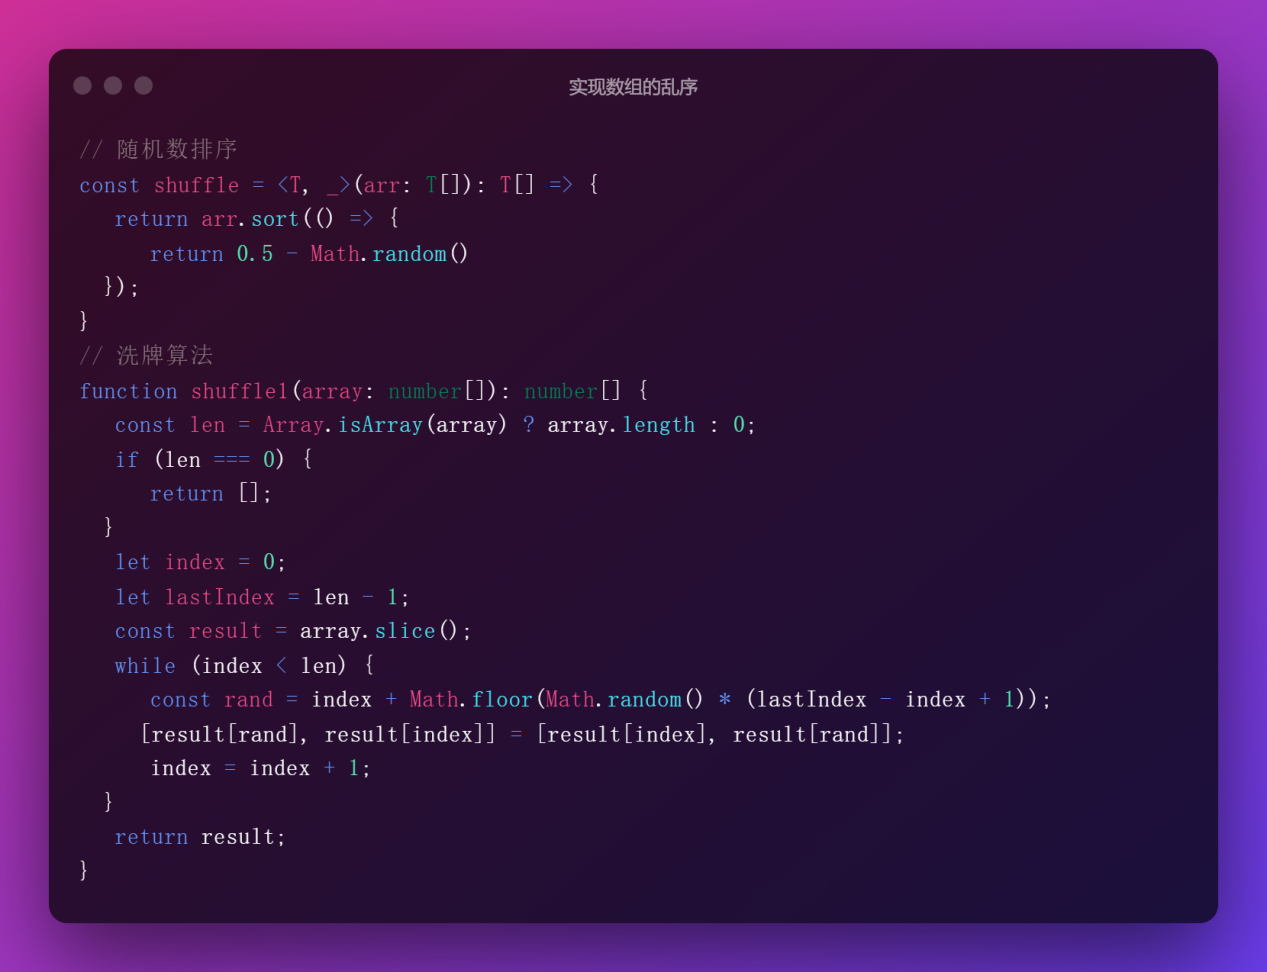 实现数组的乱序
// 随机数排序
const shuffle = <T, _>(arr: T[]): T[] => {
return arr.sort(() => {
return 0.5 - Math.random()
});
}
// 洗牌算法
function shuffle1(array: number[]): number[] {
const len = Array.isArray(array) ? array.length : 0;
if (len === 0) {
return [];
}
let index = 0;
let lastIndex = len - 1;
const result = array.slice();
while (index < len) {
const rand = index + Math.floor(Math.random() * (lastIndex - index + 1));
[result[rand], result[index]] = [result[index], result[rand]];
index = index + 1;
}
return result;
}